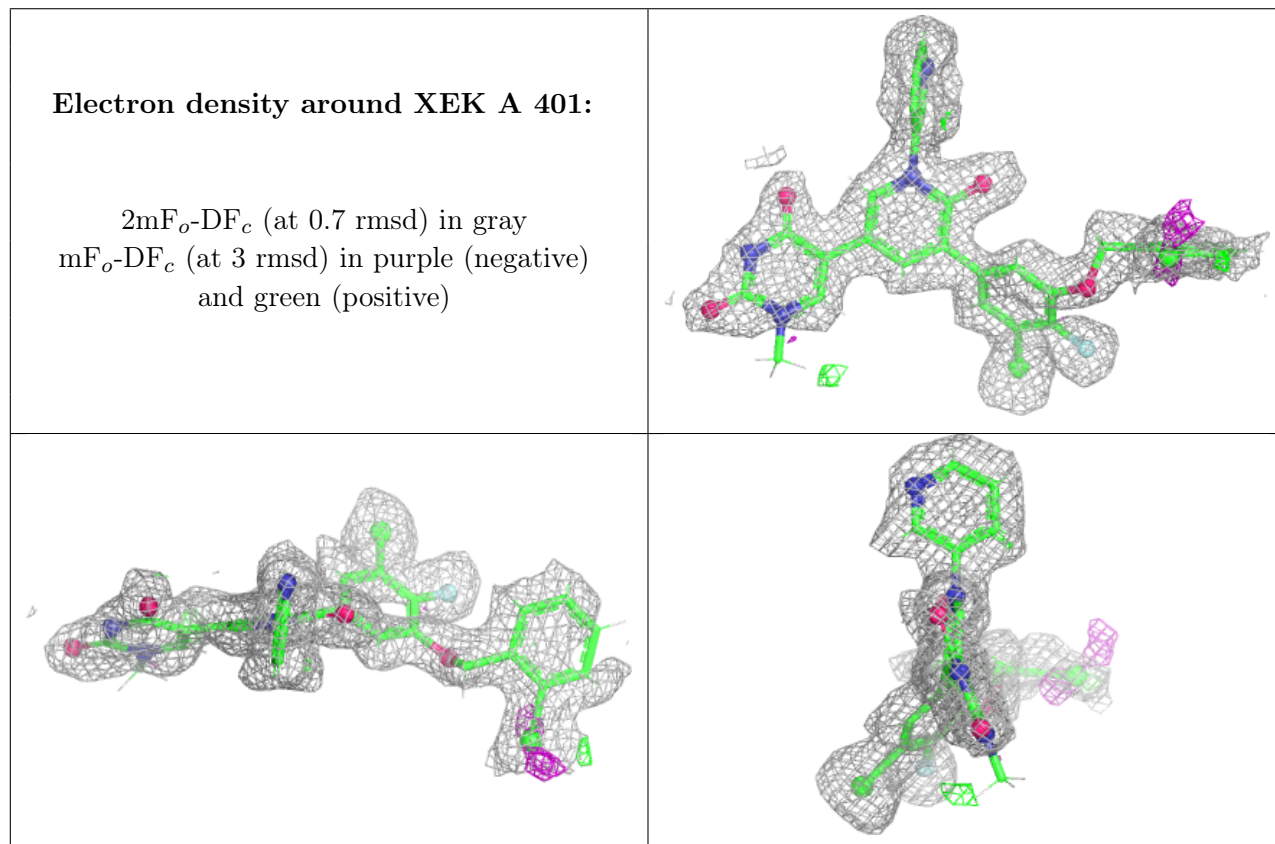 Electron density around XEK A 401:
2mFo-DFc (at 0.7 rmsd) in gray
mFo-DFc (at 3 rmsd) in purple (negative)
and green (positive)